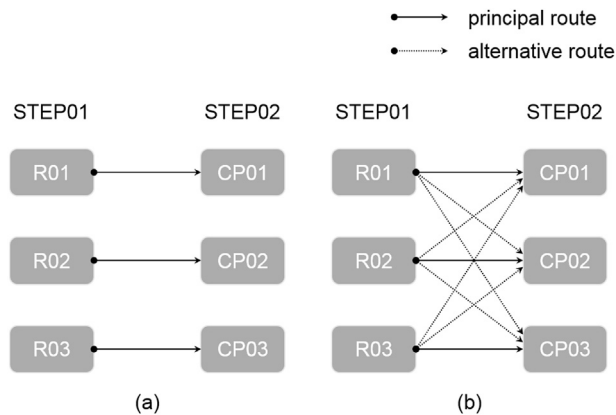 principal route
alternative route
STEP01 STEP02 STEP01 STEP02
R01 CP01 R01 CP01
R02 CP02 R02 CP02
R03 CP03 R03 CP03
(a) (b)